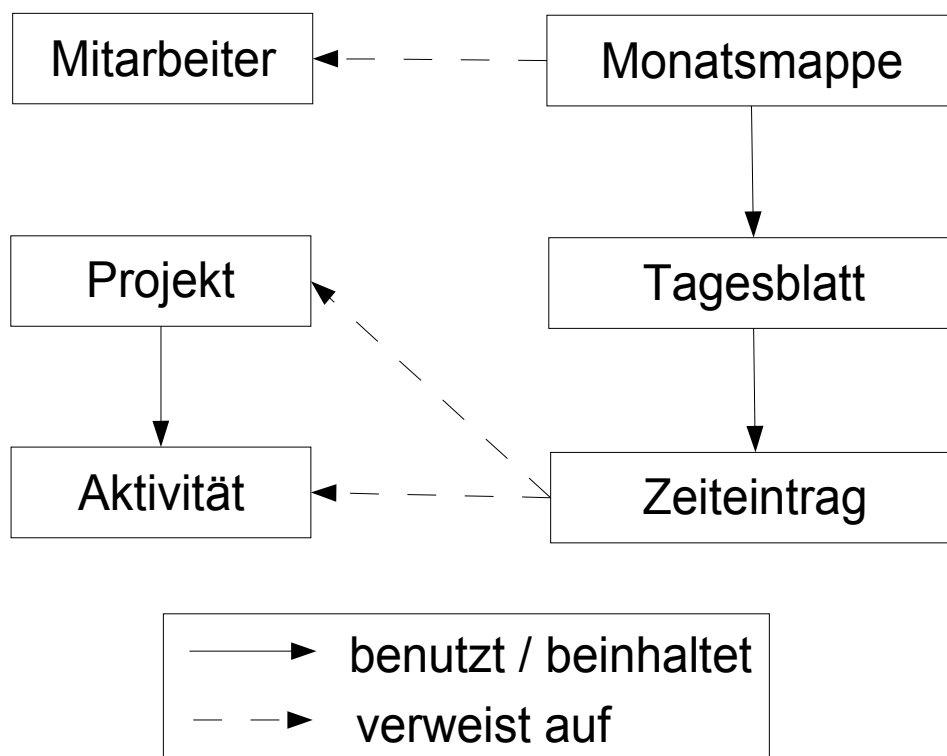 Mitarbeiter
Monatsmappe
Projekt
Tagesblatt
Aktivität
Zeiteintrag
benutzt / beinhaltet
verweist auf